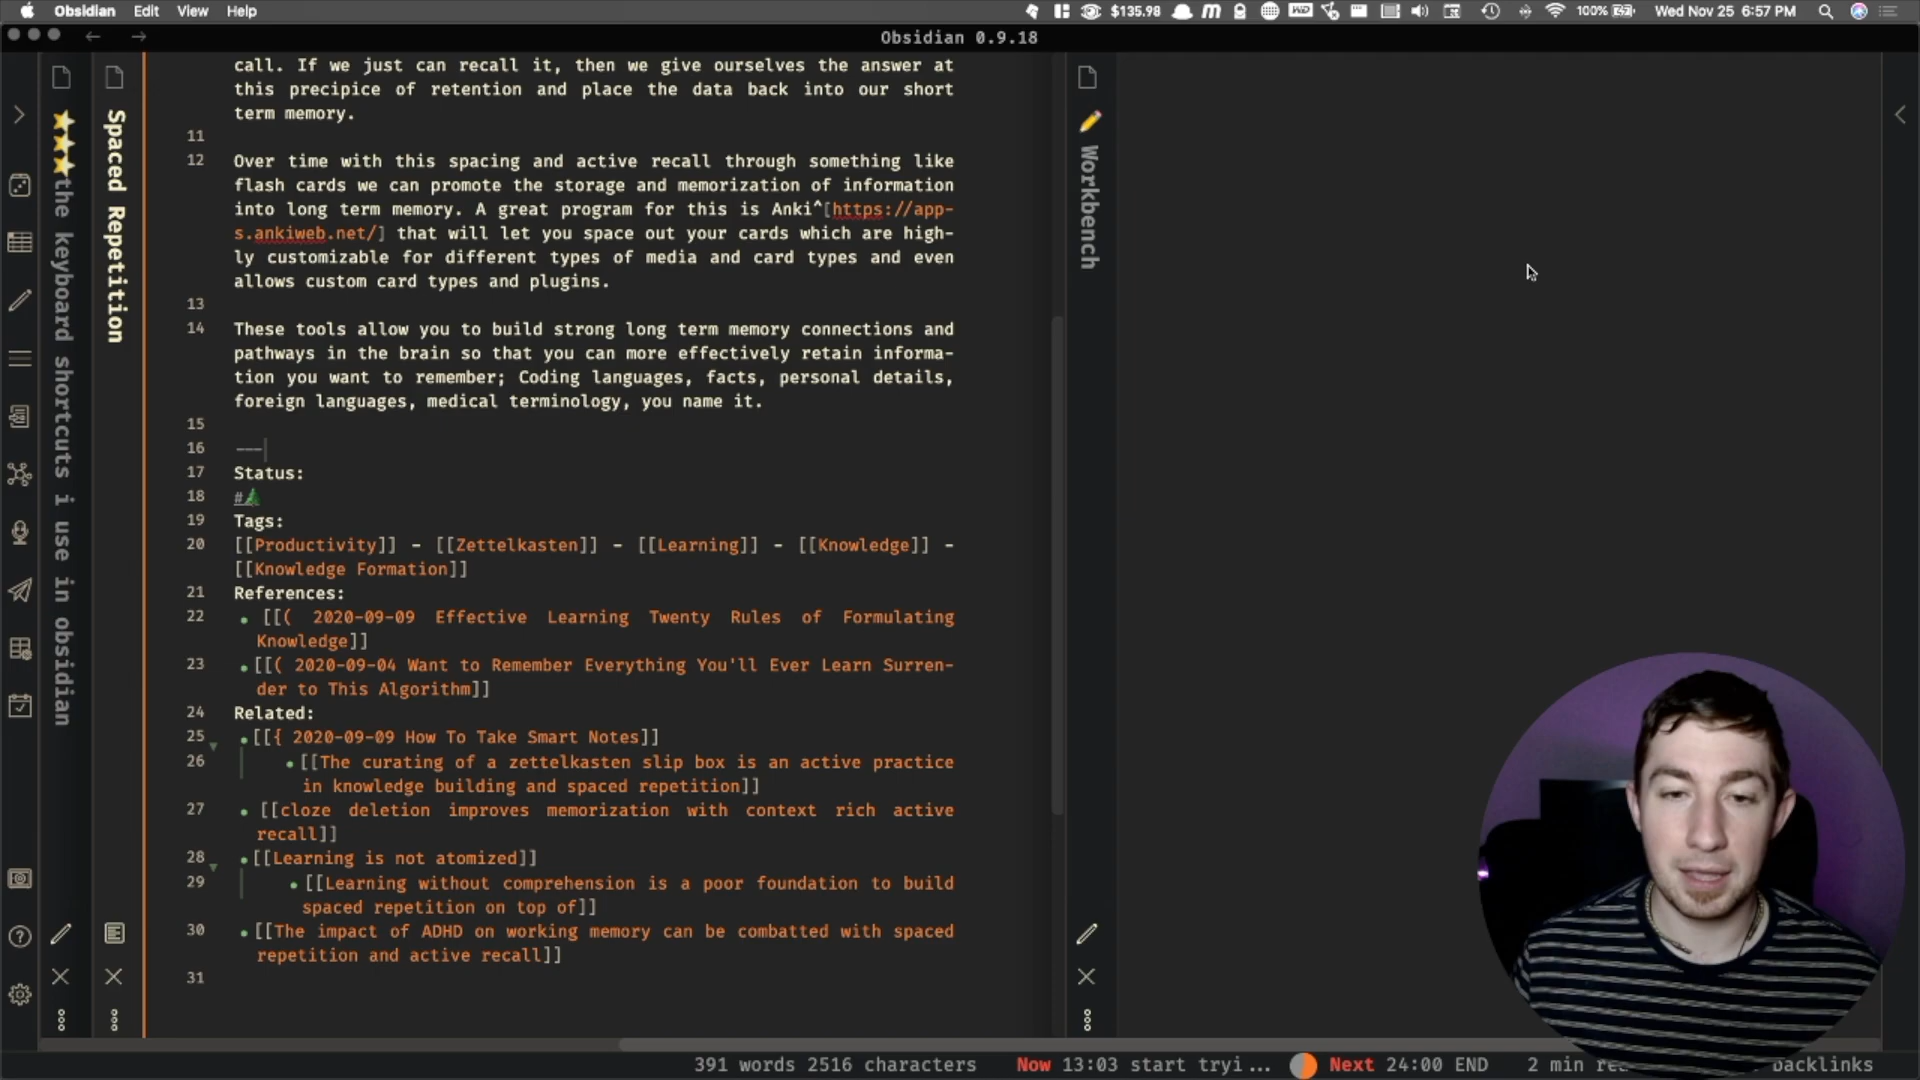 Obsidian Edit View Help
$135.98
100%
Wed Nov 25 6:57 PM
Obsidian 0.9.18
the keyboard shortcuts i use in obsidian
Spaced Repetition
call. If we just can recall it, then we give ourselves the answer at
this precipice of retention and place the data back into our short
term memory.
11
12 Over time with this spacing and active recall through something like
flash cards we can promote the storage and memorization of information
into long term memory. A great program for this is Anki^[https://app-
s.ankiweb.net/] that will let you space out your cards which are high-
ly customizable for different types of media and card types and even
allows custom card types and plugins.
13
14 These tools allow you to build strong long term memory connections and
pathways in the brain so that you can more effectively retain informa-
tion you want to remember; Coding languages, facts, personal details,
foreign languages, medical terminology, you name it.
15
16 ---
17 Status:
18 #🌲
19 Tags:
20 [[Productivity]] - [[Zettelkasten]] - [[Learning]] - [[Knowledge]] -
[[Knowledge Formation]]
21 References:
22 • [[( 2020-09-09 Effective Learning Twenty Rules of Formulating
Knowledge]]
23 • [[( 2020-09-04 Want to Remember Everything You'll Ever Learn Surren-
der to This Algorithm]]
24 Related:
25 • [[{ 2020-09-09 How To Take Smart Notes]]
26 • [[The curating of a zettelkasten slip box is an active practice
in knowledge building and spaced repetition]]
27 • [[cloze deletion improves memorization with context rich active
recall]]
28 • [[Learning is not atomized]]
29 • [[Learning without comprehension is a poor foundation to build
spaced repetition on top of]]
30 • [[The impact of ADHD on working memory can be combatted with spaced
repetition and active recall]]
31
Workbench
391 words 2516 characters
Now 13:03 start tryi...
Next 24:00 END
2 min
backlinks